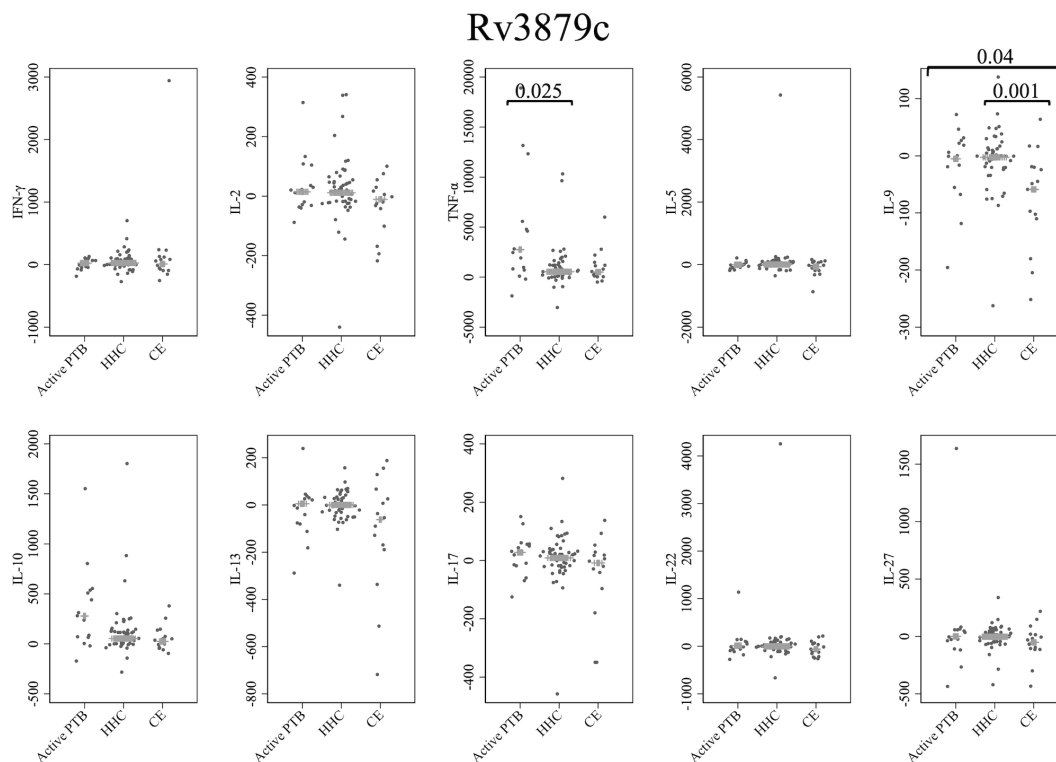 Rv3879c
IFN-γ
3000
2000
1000
0
-1000
Active PTB
HHC
CE
IL-2
400
200
0
-200
-400
Active PTB
HHC
CE
TNF-α
20000
15000
10000
5000
0
-5000
0.025
Active PTB
HHC
CE
IL-5
6000
4000
2000
0
-2000
Active PTB
HHC
CE
IL-9
100
0
-100
-200
-300
0.04
0.001
Active PTB
HHC
CE
IL-10
2000
1500
1000
500
0
500
Active PTB
HHC
CE
IL-13
200
0
-200
-400
-600
-800
Active PTB
HHC
CE
IL-17
400
200
0
-200
-400
Active PTB
HHC
CE
IL-22
4000
3000
2000
1000
0
-1000
Active PTB
HHC
CE
IL-27
1500
1000
500
0
-500
Active PTB
HHC
CE